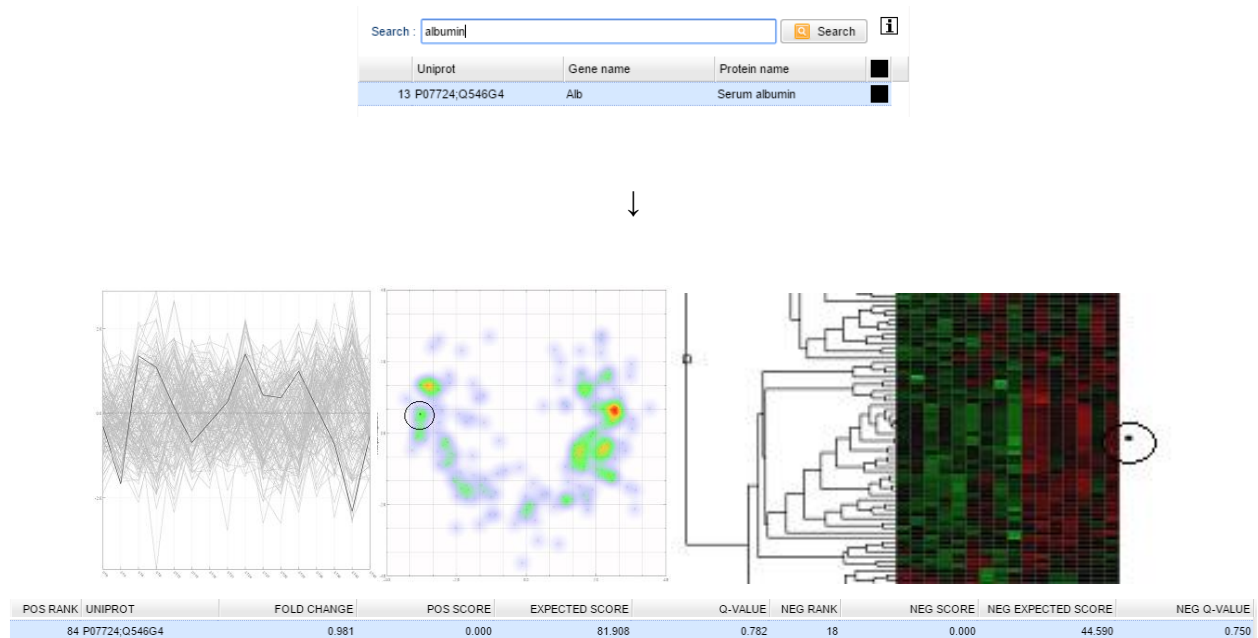 Search : albumin Search i
Uniprot Gene name Protein name
13 P07724;Q546G4 Alb Serum albumin
↓
POS RANK UNIPROT FOLD CHANGE POS SCORE EXPECTED SCORE Q-VALUE NEG RANK NEG SCORE NEG EXPECTED SCORE NEG Q-VALUE
84 P07724;Q546G4 0.981 0.000 81.908 0.782 18 0.000 44.590 0.750